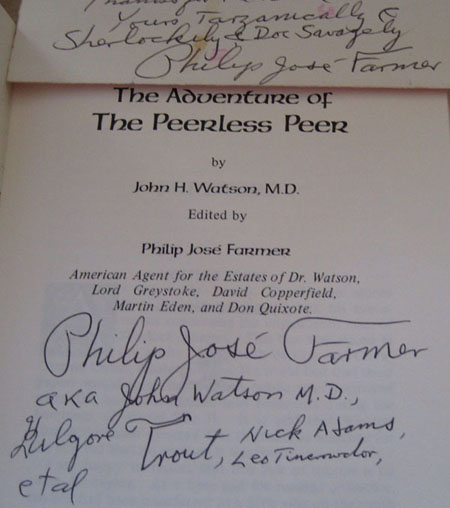 Yours Tarzanically &
Sherlockily & Doc Savagely
Philip José Farmer
The Adventure of
The Peerless Peer
by
John H. Watson, M.D.
Edited by
Philip José Farmer
American Agent for the Estates of Dr. Watson,
Lord Greystoke, David Copperfield,
Martin Eden, and Don Quixote.
Philip José Farmer
aka John Watson M.D.,
Trout, Nick Adams,
Leo
et al